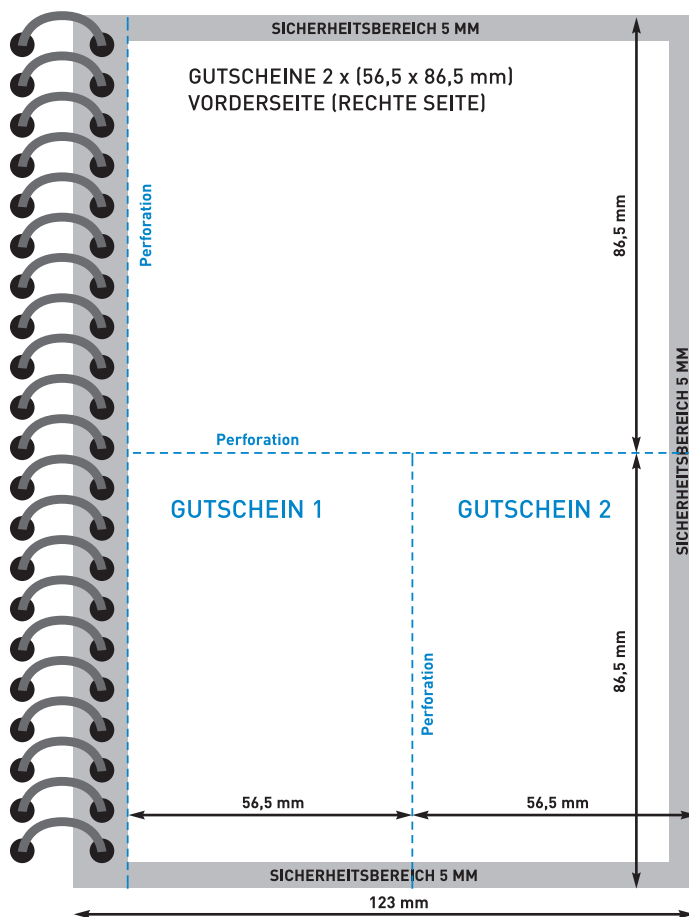 SICHERHEITSBEREICH 5 MM
GUTSCHEINE 2 x (56,5 x 86,5 mm)
VORDERSEITE (RECHTE SEITE)
Perforation
86,5 mm
SICHERHEITSBEREICH 5 MM
Perforation
GUTSCHEIN 1
GUTSCHEIN 2
Perforation
86,5 mm
56,5 mm
56,5 mm
SICHERHEITSBEREICH 5 MM
123 mm